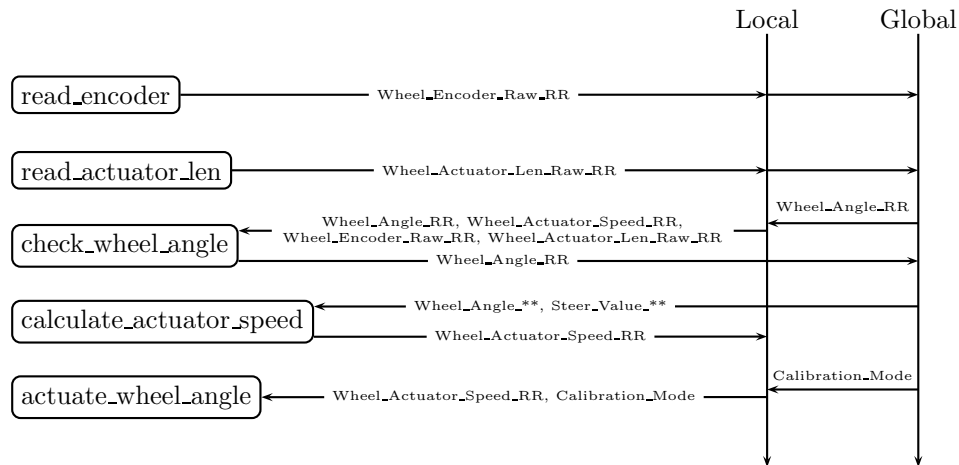 Local
Global
read_encoder
Wheel_Encoder_Raw_RR
read_actuator_len
Wheel_Actuator_Len_Raw_RR
Wheel_Angle_RR
check_wheel_angle
Wheel_Angle_RR, Wheel_Actuator_Speed_RR,
Wheel_Encoder_Raw_RR, Wheel_Actuator_Len_Raw_RR
Wheel_Angle_RR
calculate_actuator_speed
Wheel_Angle_**, Steer_Value_**
Wheel_Actuator_Speed_RR
Calibration_Mode
actuate_wheel_angle
Wheel_Actuator_Speed_RR, Calibration_Mode